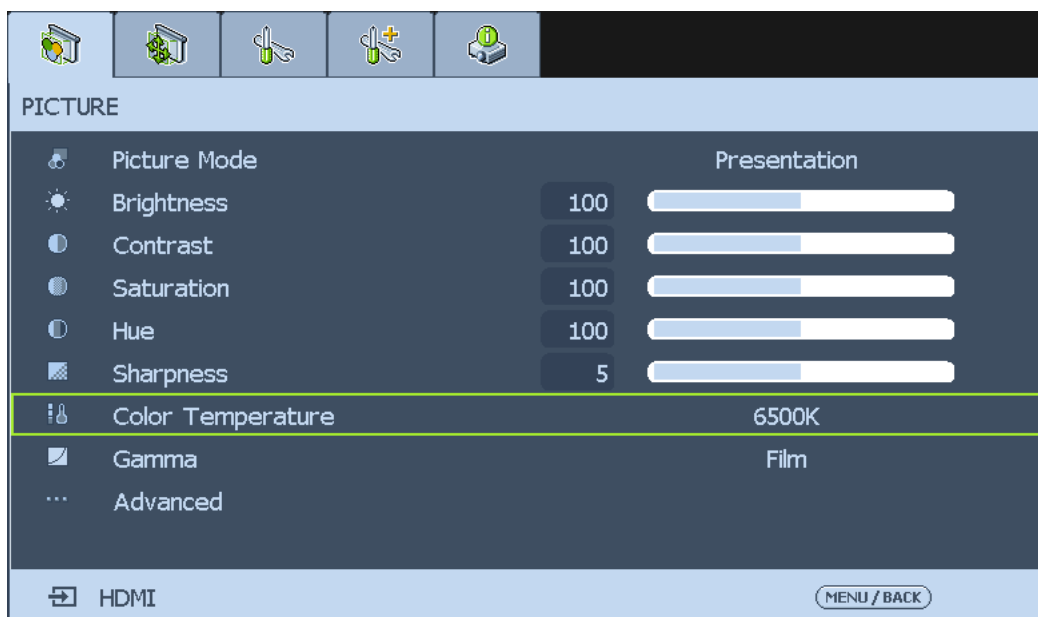 PICTURE
Picture Mode Presentation
Brightness 100
Contrast 100
Saturation 100
Hue 100
Sharpness 5
Color Temperature 6500K
Gamma Film
Advanced
HDMI MENU / BACK